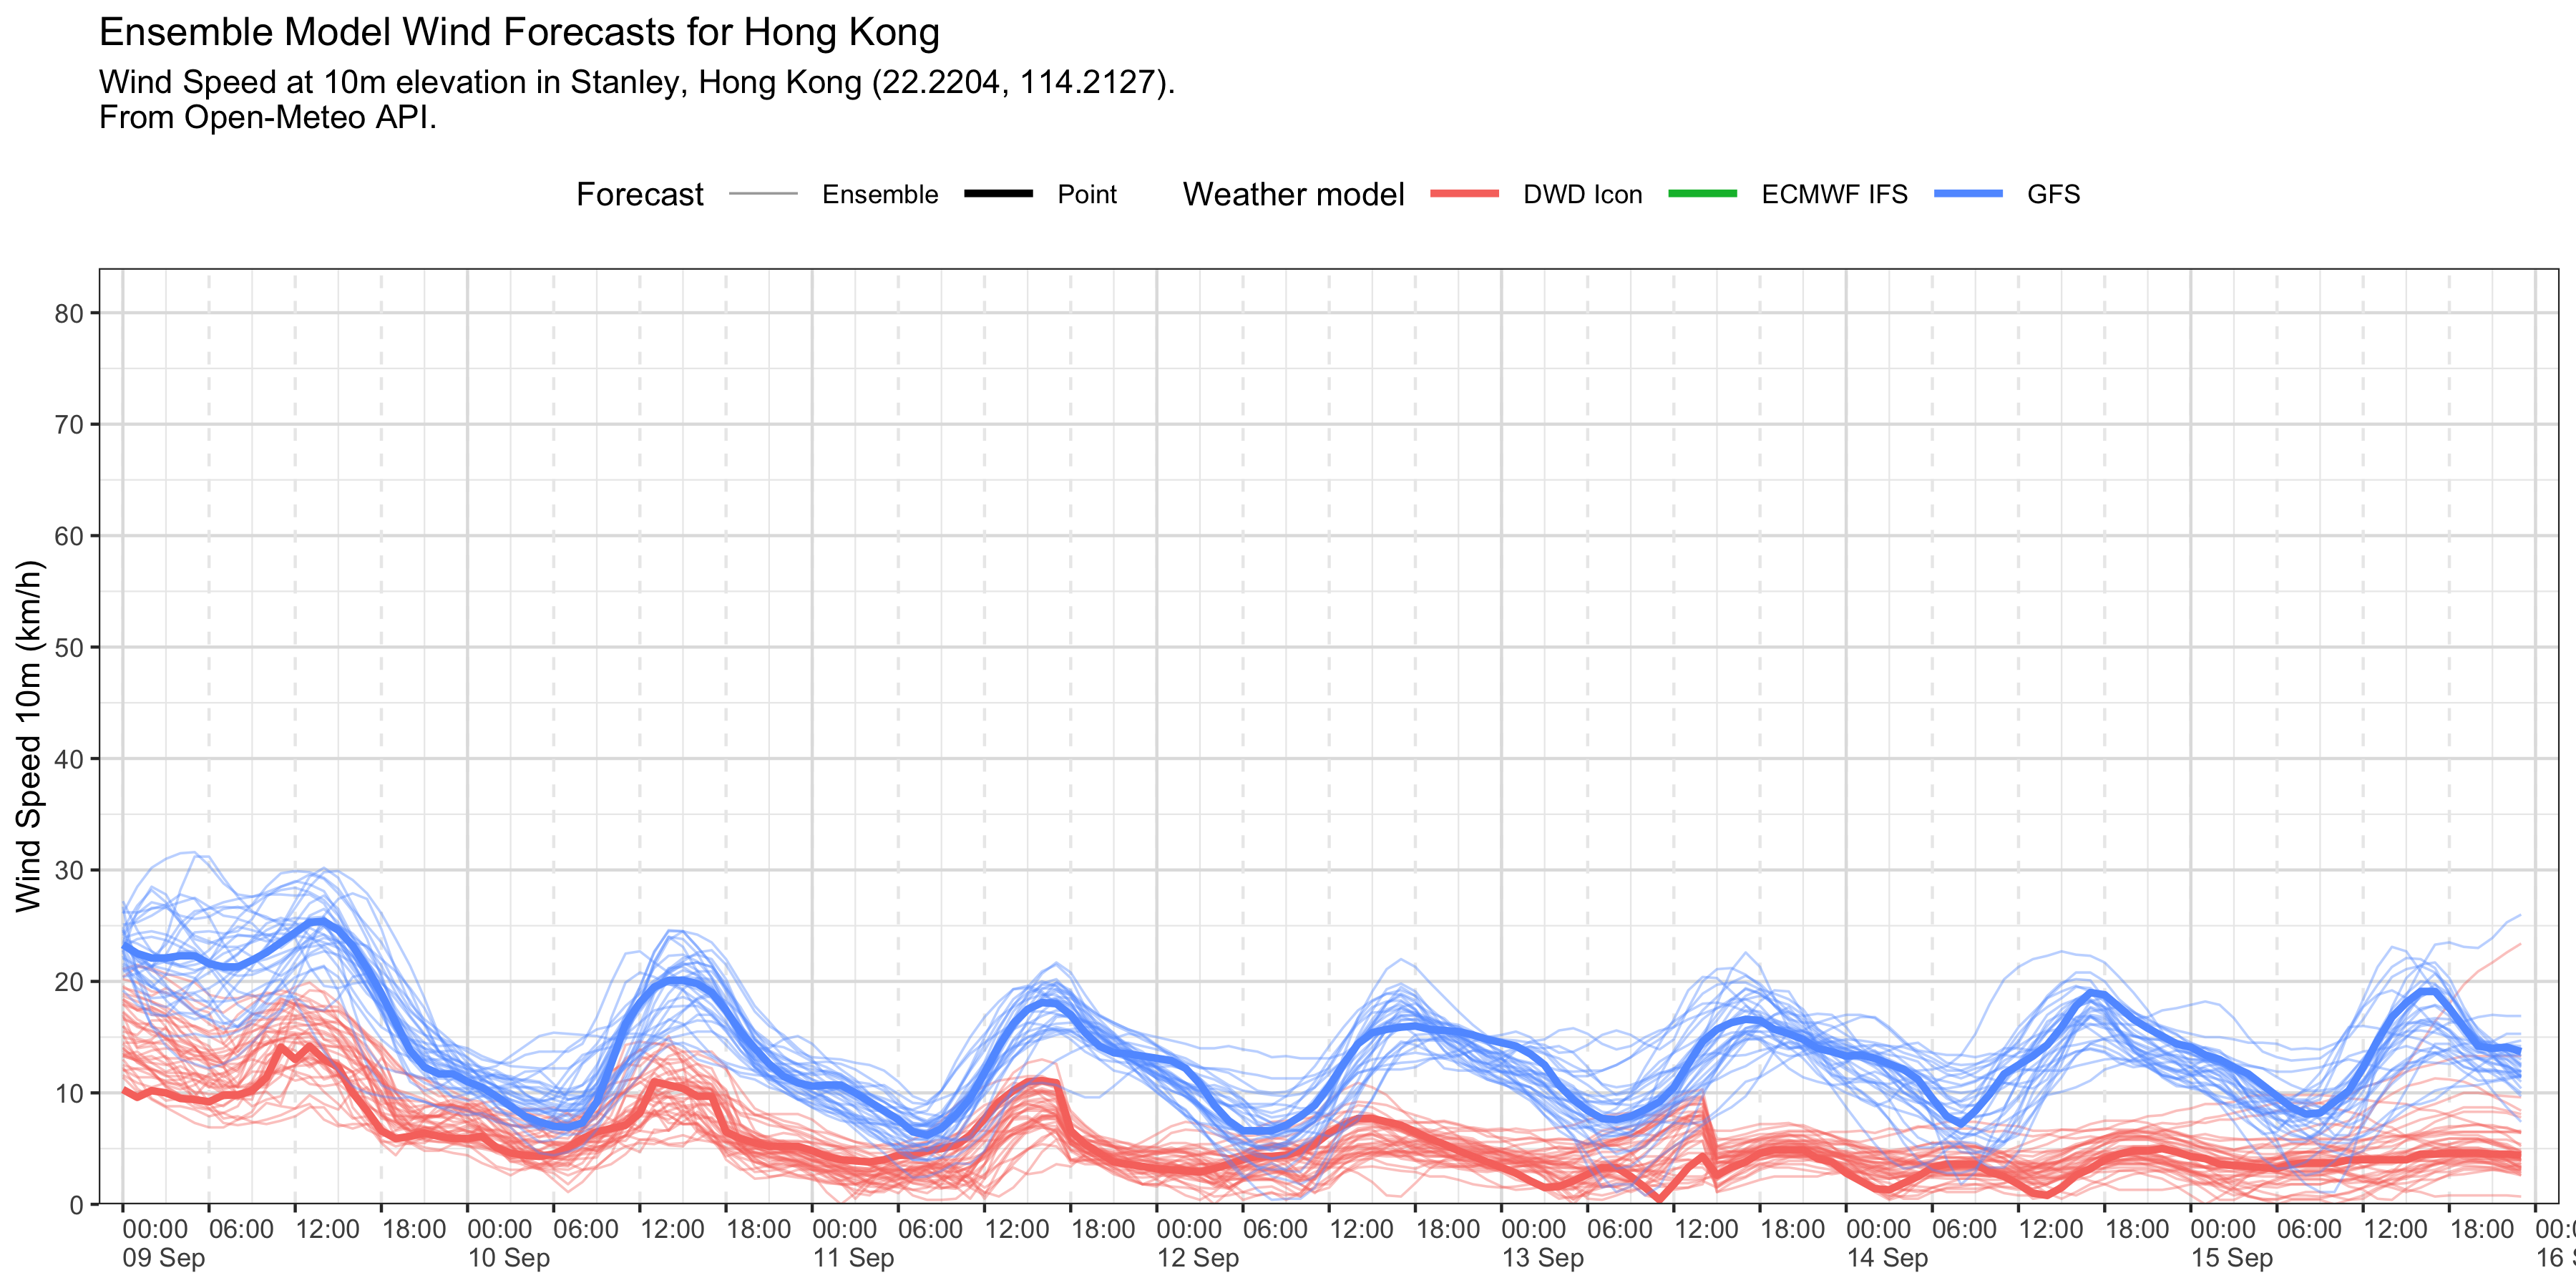 Ensemble Model Wind Forecasts for Hong Kong
Wind Speed at 10m elevation in Stanley, Hong Kong (22.2204, 114.2127).
From Open-Meteo API.
Forecast Ensemble Point Weather model DWD Icon ECMWF IFS GFS
Wind Speed 10m (km/h)
80
70
60
50
40
30
20
10
0
00:00 06:00 12:00 18:00 00:00 06:00 12:00 18:00 00:00 06:00 12:00 18:00 00:00 06:00 12:00 18:00 00:00 06:00 12:00 18:00 00:00 06:00 12:00 18:00 00:00 06:00 12:00 18:00
09 Sep 10 Sep 11 Sep 12 Sep 13 Sep 14 Sep 15 Sep 16